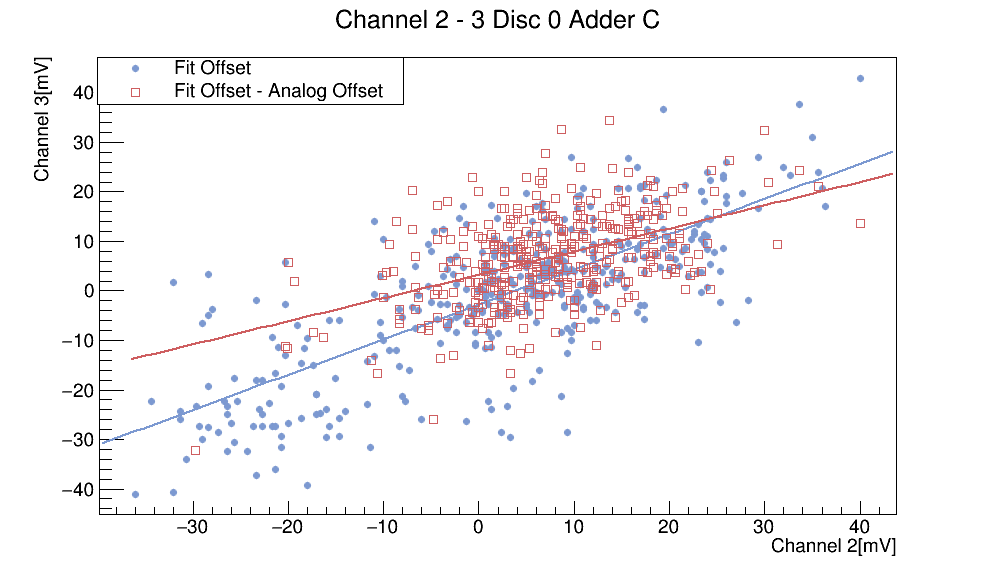 Channel 2 - 3 Disc 0 Adder C
Channel 3[mV]
Fit Offset
Fit Offset - Analog Offset
40
30
20
10
0
−10
−20
−30
−40
−30 −20 −10 0 10 20 30 40
Channel 2[mV]